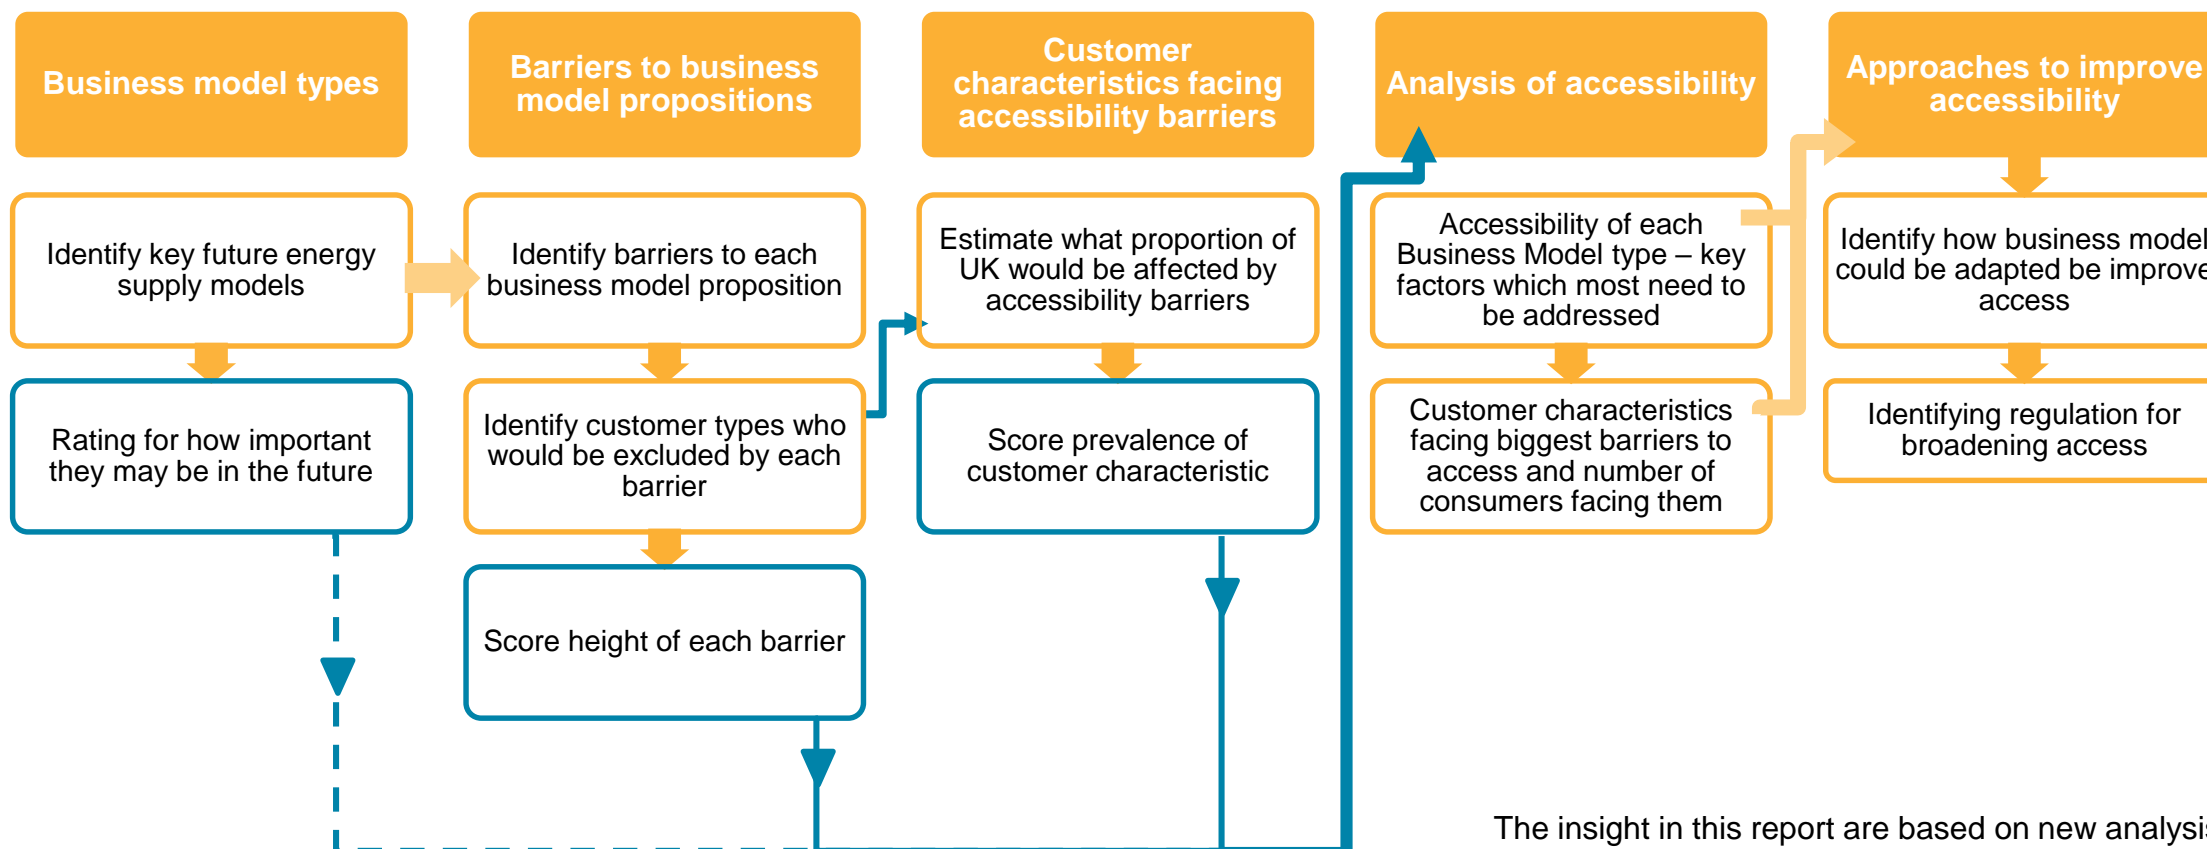 Business model types
Barriers to business
model propositions
Customer
characteristics facing
accessibility barriers
Analysis of accessibility
Approaches to improve
accessibility
Identify key future energy
supply models
Rating for how important
they may be in the future
Identify barriers to each
business model proposition
Identify customer types who
would be excluded by each
barrier
Score height of each barrier
Estimate what proportion of
UK would be affected by
accessibility barriers
Score prevalence of
customer characteristic
Accessibility of each
Business Model type – key
factors which most need to
be addressed
Customer characteristics
facing biggest barriers to
access and number of
consumers facing them
Identify how business model
could be adapted be improve
access
Identifying regulation for
broadening access
The insight in this report are based on new analysis